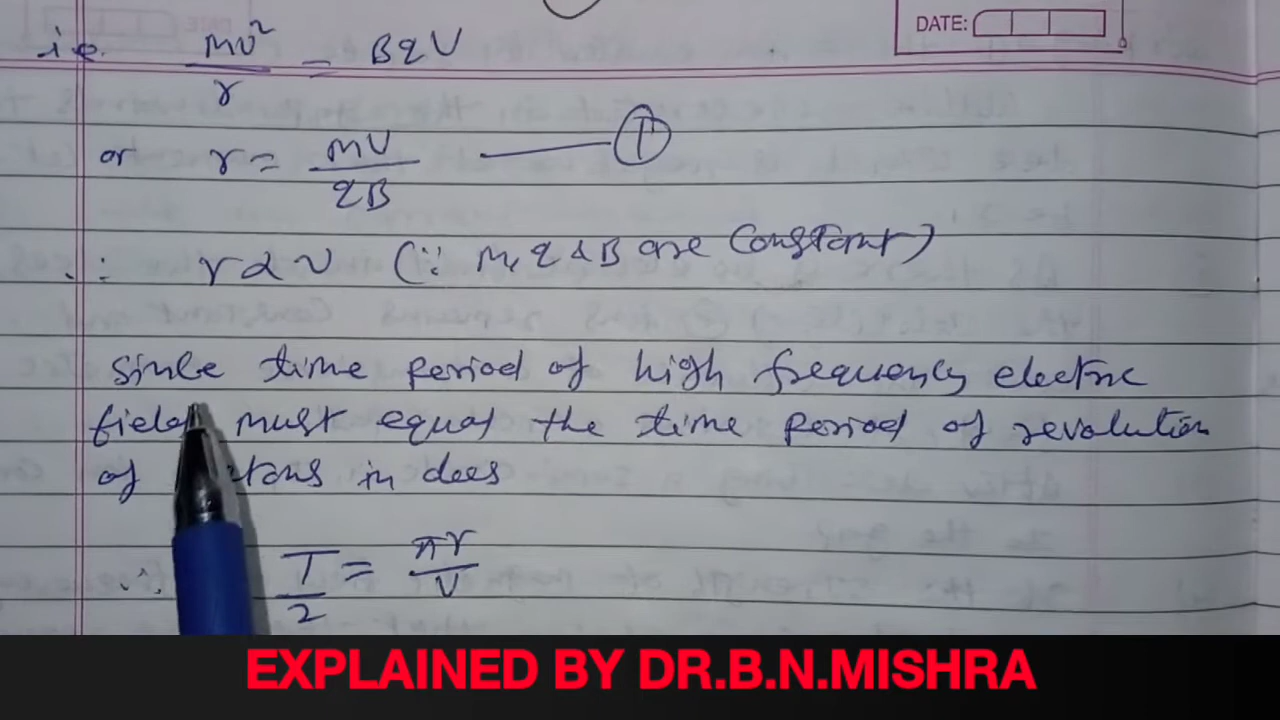 DATE:
i.e. mv²/r = BqV
or r = mV/qB —— (I)
∴ r α v (∵ m, q & B are constant)
Since time period of high frequency electric
field must equal the time period of revolution
of in dees
∴ T/2 = πr/V
EXPLAINED BY DR.B.N.MISHRA